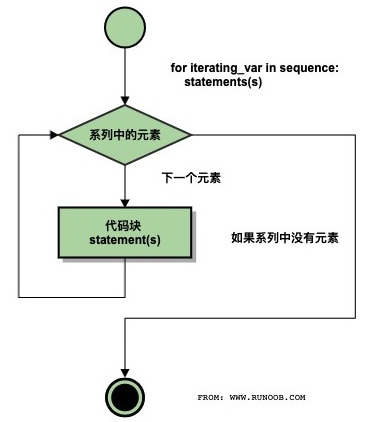 for iterating_var in sequence:
statements(s)
系列中的元素
下一个元素
代码块
statement(s)
如果系列中没有元素
FROM: WWW.RUNOOB.COM